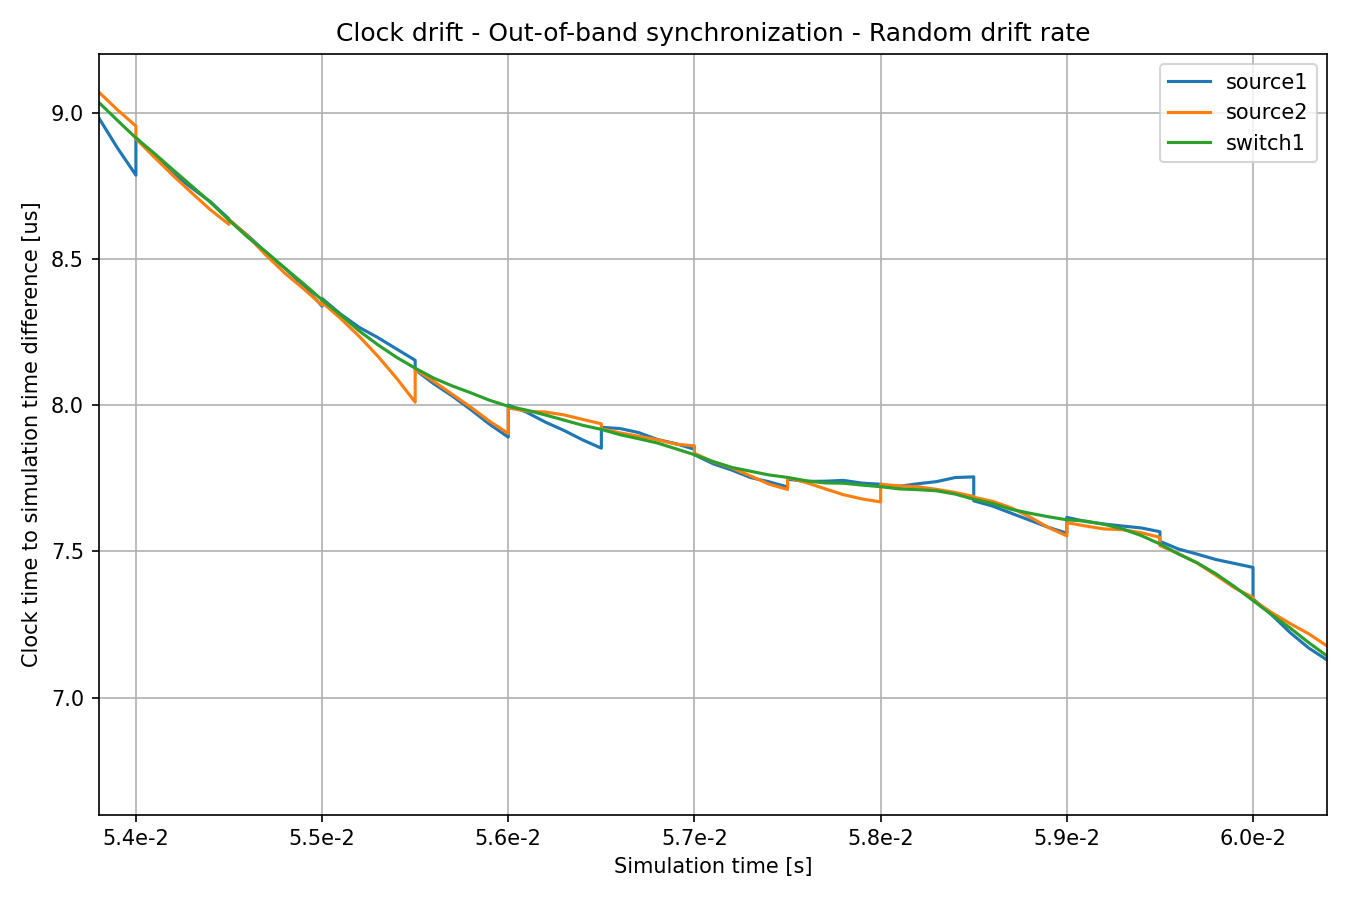 Clock drift - Out-of-band synchronization - Random drift rate
source1
source2
switch1
Clock time to simulation time difference [us]
9.0
8.5
8.0
7.5
7.0
5.4e-2
5.5e-2
5.6e-2
5.7e-2
5.8e-2
5.9e-2
6.0e-2
Simulation time [s]